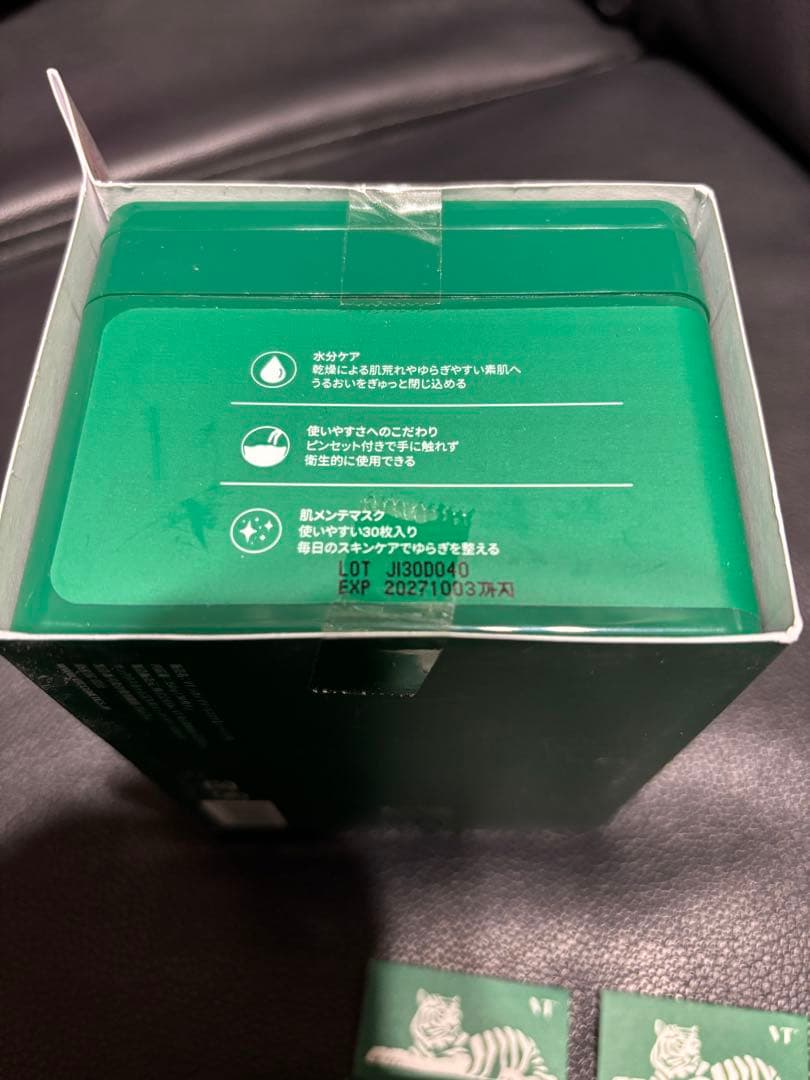 水分ケア
乾燥による肌荒れやゆらぎやすい素肌へ
うるおいをぎゅっと閉じ込める
使いやすさへのこだわり
ピンセット付きで手に触れず
衛生的に使用できる
肌メンテマスク
使いやすい30枚入り
毎日のスキンケアでゆらぎを整える
LOT JI30D040
EXP 20271003까지
VT
VT